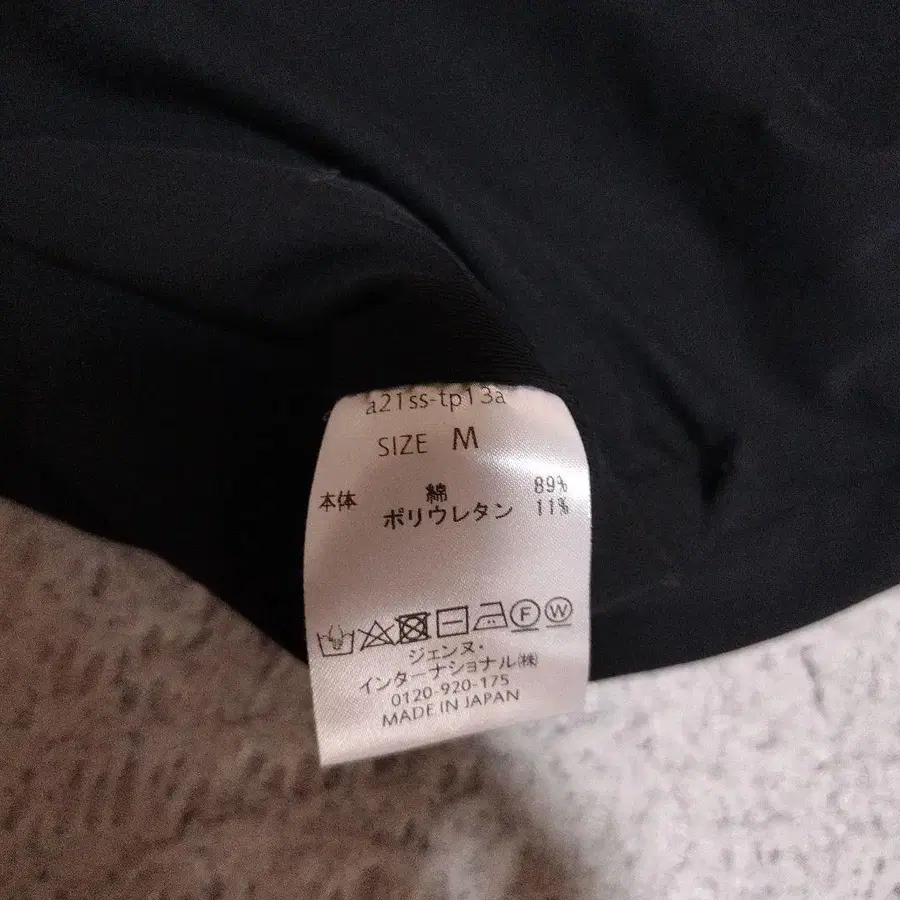 a21ss-tp13a
SIZE M
本体 綿 89%
ポリウレタン 11%
F W
ジェンヌ・
インターナショナル㈱
0120-920-175
MADE IN JAPAN